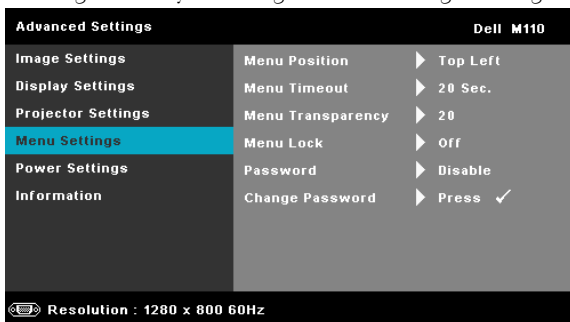 Advanced Settings Dell M110
Image Settings
Display Settings
Projector Settings
Menu Settings
Power Settings
Information
Menu Position Top Left
Menu Timeout 20 Sec.
Menu Transparency 20
Menu Lock Off
Password Disable
Change Password Press ✓
Resolution : 1280 x 800 60Hz